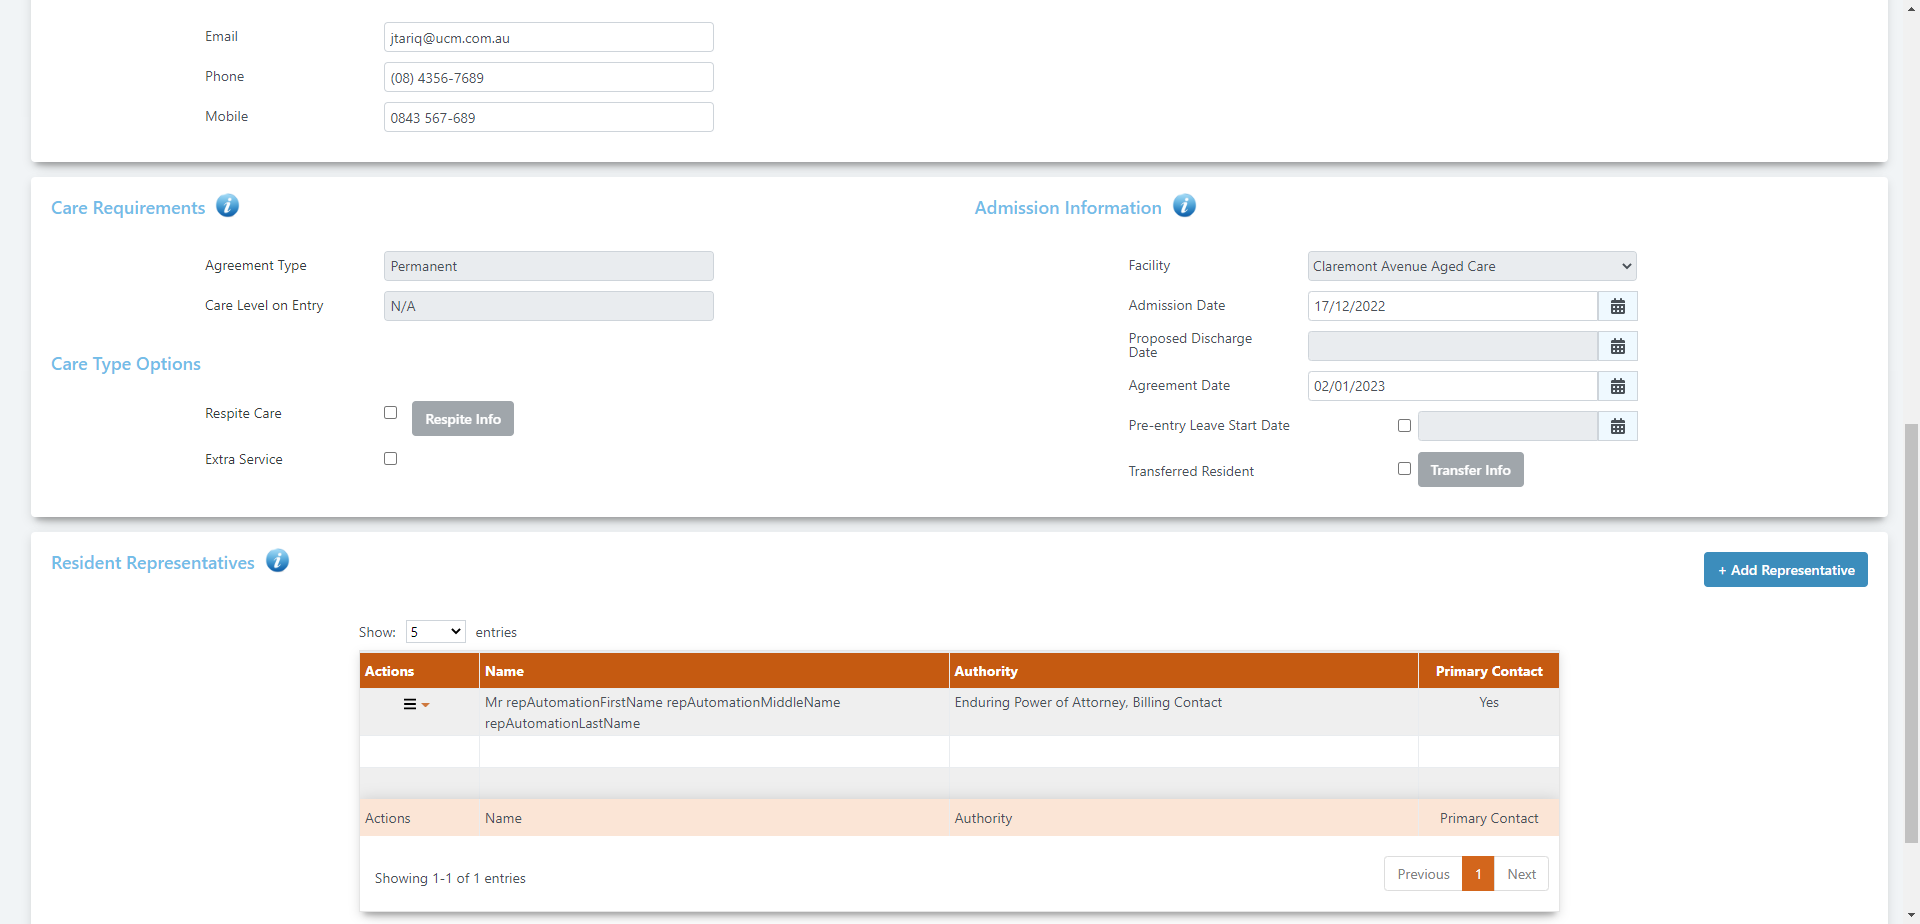 Email
jtariq@ucm.com.au
Phone
(08) 4356-7689
Mobile
0843 567-689
Care Requirements
Agreement Type
Permanent
Care Level on Entry
N/A
Care Type Options
Respite Care
Respite Info
Extra Service
Admission Information
Facility
Claremont Avenue Aged Care
Admission Date
17/12/2022
Proposed Discharge
Date
Agreement Date
02/01/2023
Pre-entry Leave Start Date
Transferred Resident
Transfer Info
Resident Representatives
+ Add Representative
Show: 5 entries
Actions Name Authority Primary Contact
Mr repAutomationFirstName repAutomationMiddleName
repAutomationLastName
Enduring Power of Attorney, Billing Contact
Yes
Actions Name Authority Primary Contact
Showing 1-1 of 1 entries
Previous 1 Next